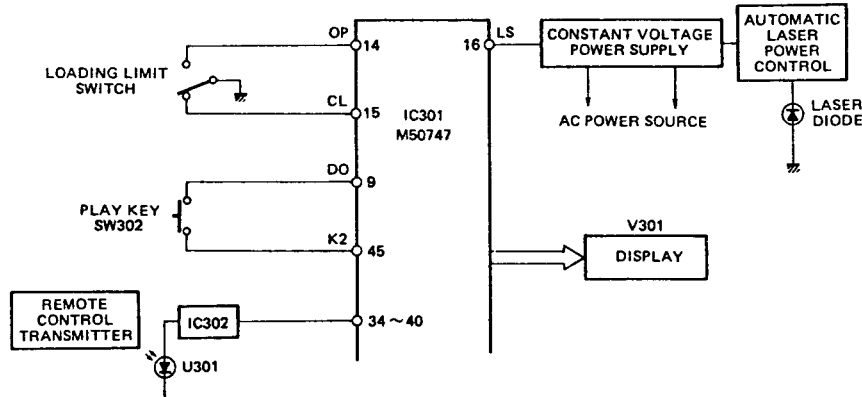 OP
14
LOADING LIMIT
SWITCH
CL
15
IC301
M50747
16
LS
CONSTANT VOLTAGE
POWER SUPPLY
AUTOMATIC
LASER
POWER
CONTROL
AC POWER SOURCE
LASER
DIODE
DO
9
PLAY KEY
SW302
K2
45
V301
DISPLAY
REMOTE
CONTROL
TRANSMITTER
IC302
34 ~ 40
U301